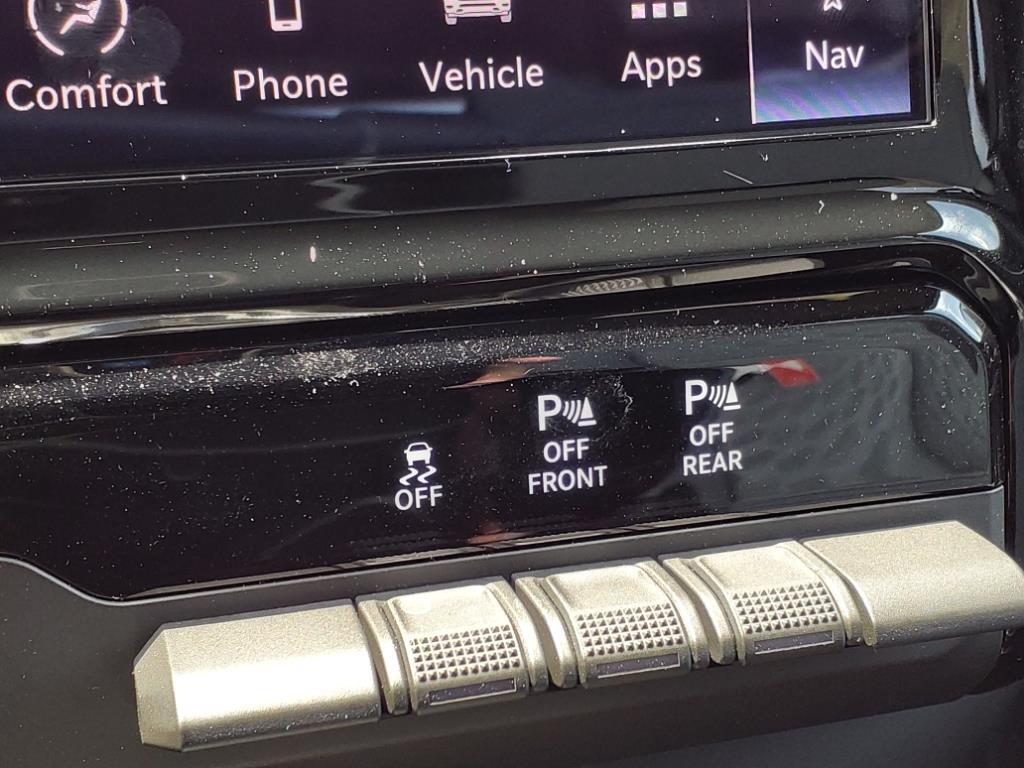 Comfort Phone Vehicle Apps Nav
OFF
P
OFF
FRONT
P
OFF
REAR